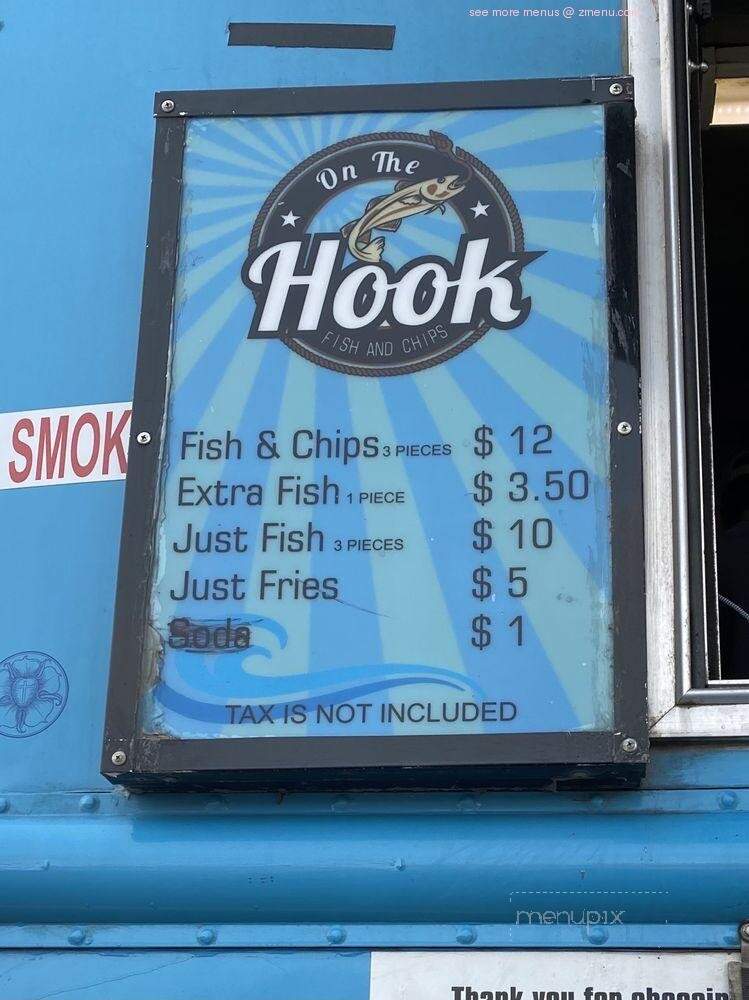 see more menus @ zmenu.com
On The
Hook
FISH AND CHIPS
SMOK
Fish & Chips 3 PIECES $ 12
Extra Fish 1 PIECE $ 3.50
Just Fish 3 PIECES $ 10
Just Fries $ 5
Soda $ 1
TAX IS NOT INCLUDED
menupix
Thank you for